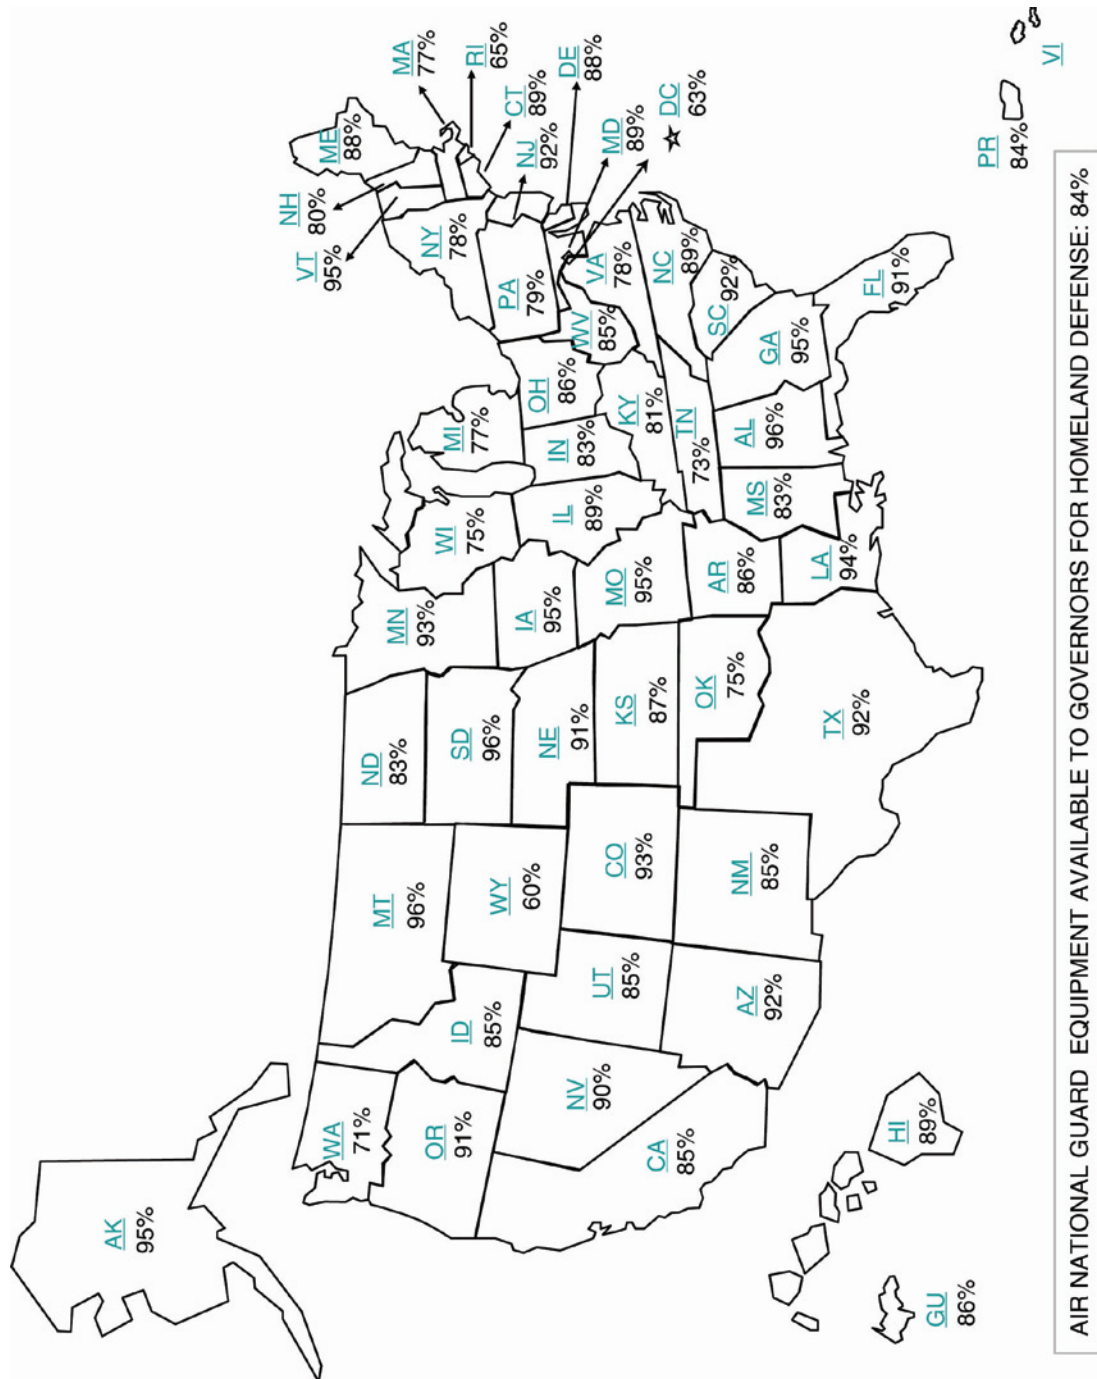 AK
95%
WA
71%
OR
91%
ID
85%
MT
96%
WY
60%
NV
90%
UT
85%
CA
85%
AZ
92%
CO
93%
NM
85%
ND
83%
SD
96%
NE
91%
KS
87%
OK
75%
TX
92%
MN
93%
IA
95%
MO
95%
AR
86%
LA
94%
WI
75%
IL
89%
MS
83%
MI
77%
IN
83%
OH
86%
KY
81%
TN
73%
AL
96%
GA
95%
FL
91%
SC
92%
NC
89%
VA
78%
WV
85%
PA
79%
NY
78%
VT
95%
NH
80%
ME
88%
MA
77%
RI
65%
CT
89%
NJ
92%
DE
88%
MD
89%
DC
63%
HI
89%
GU
86%
PR
84%
VI
AIR NATIONAL GUARD EQUIPMENT AVAILABLE TO GOVERNORS FOR HOMELAND DEFENSE: 84%